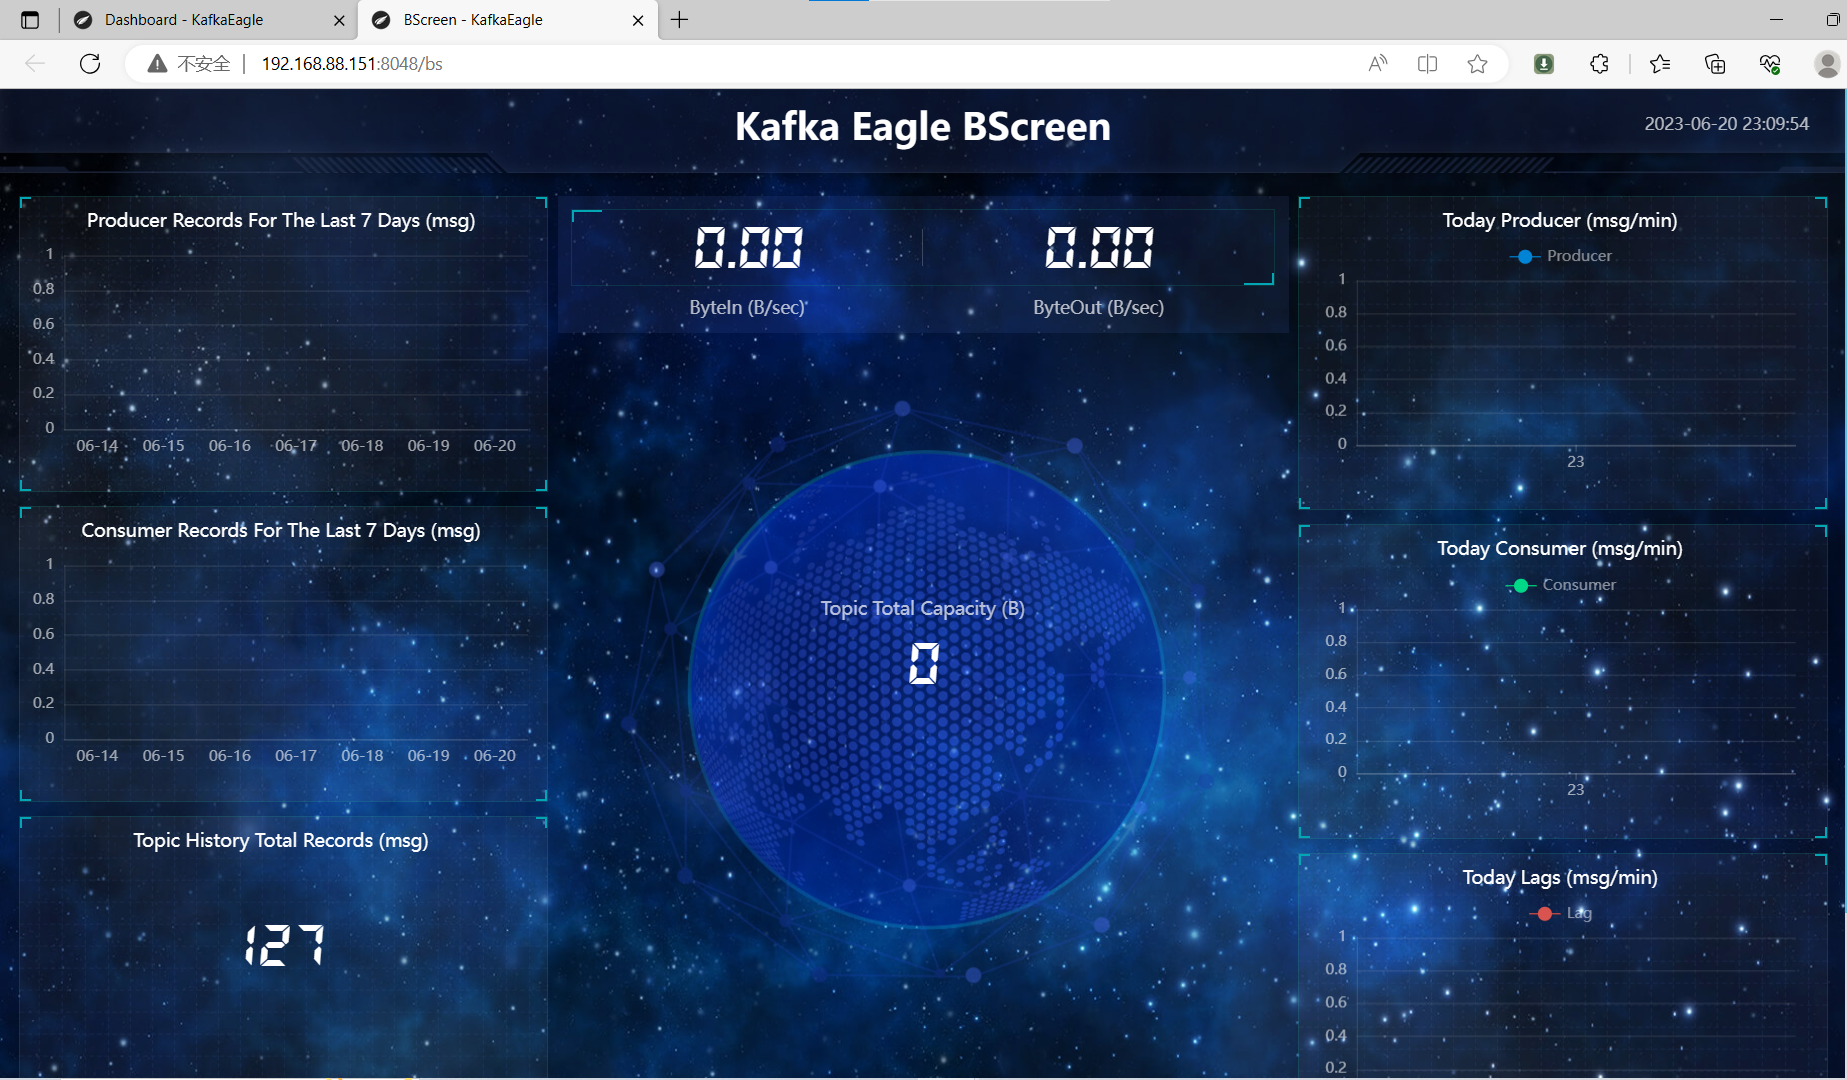 Dashboard - KafkaEagle
BScreen - KafkaEagle
不安全
192.168.88.151:8048/bs
Kafka Eagle BScreen
2023-06-20 23:09:54
Producer Records For The Last 7 Days (msg)
1
0.8
0.6
0.4
0.2
0
06-14 06-15 06-16 06-17 06-18 06-19 06-20
Consumer Records For The Last 7 Days (msg)
1
0.8
0.6
0.4
0.2
0
06-14 06-15 06-16 06-17 06-18 06-19 06-20
Topic History Total Records (msg)
127
0.00
0.00
ByteIn (B/sec)
ByteOut (B/sec)
Topic Total Capacity (B)
0
Today Producer (msg/min)
Producer
1
0.8
0.6
0.4
0.2
0
23
Today Consumer (msg/min)
Consumer
1
0.8
0.6
0.4
0.2
0
23
Today Lags (msg/min)
Lag
1
0.8
0.6
0.4
0.2